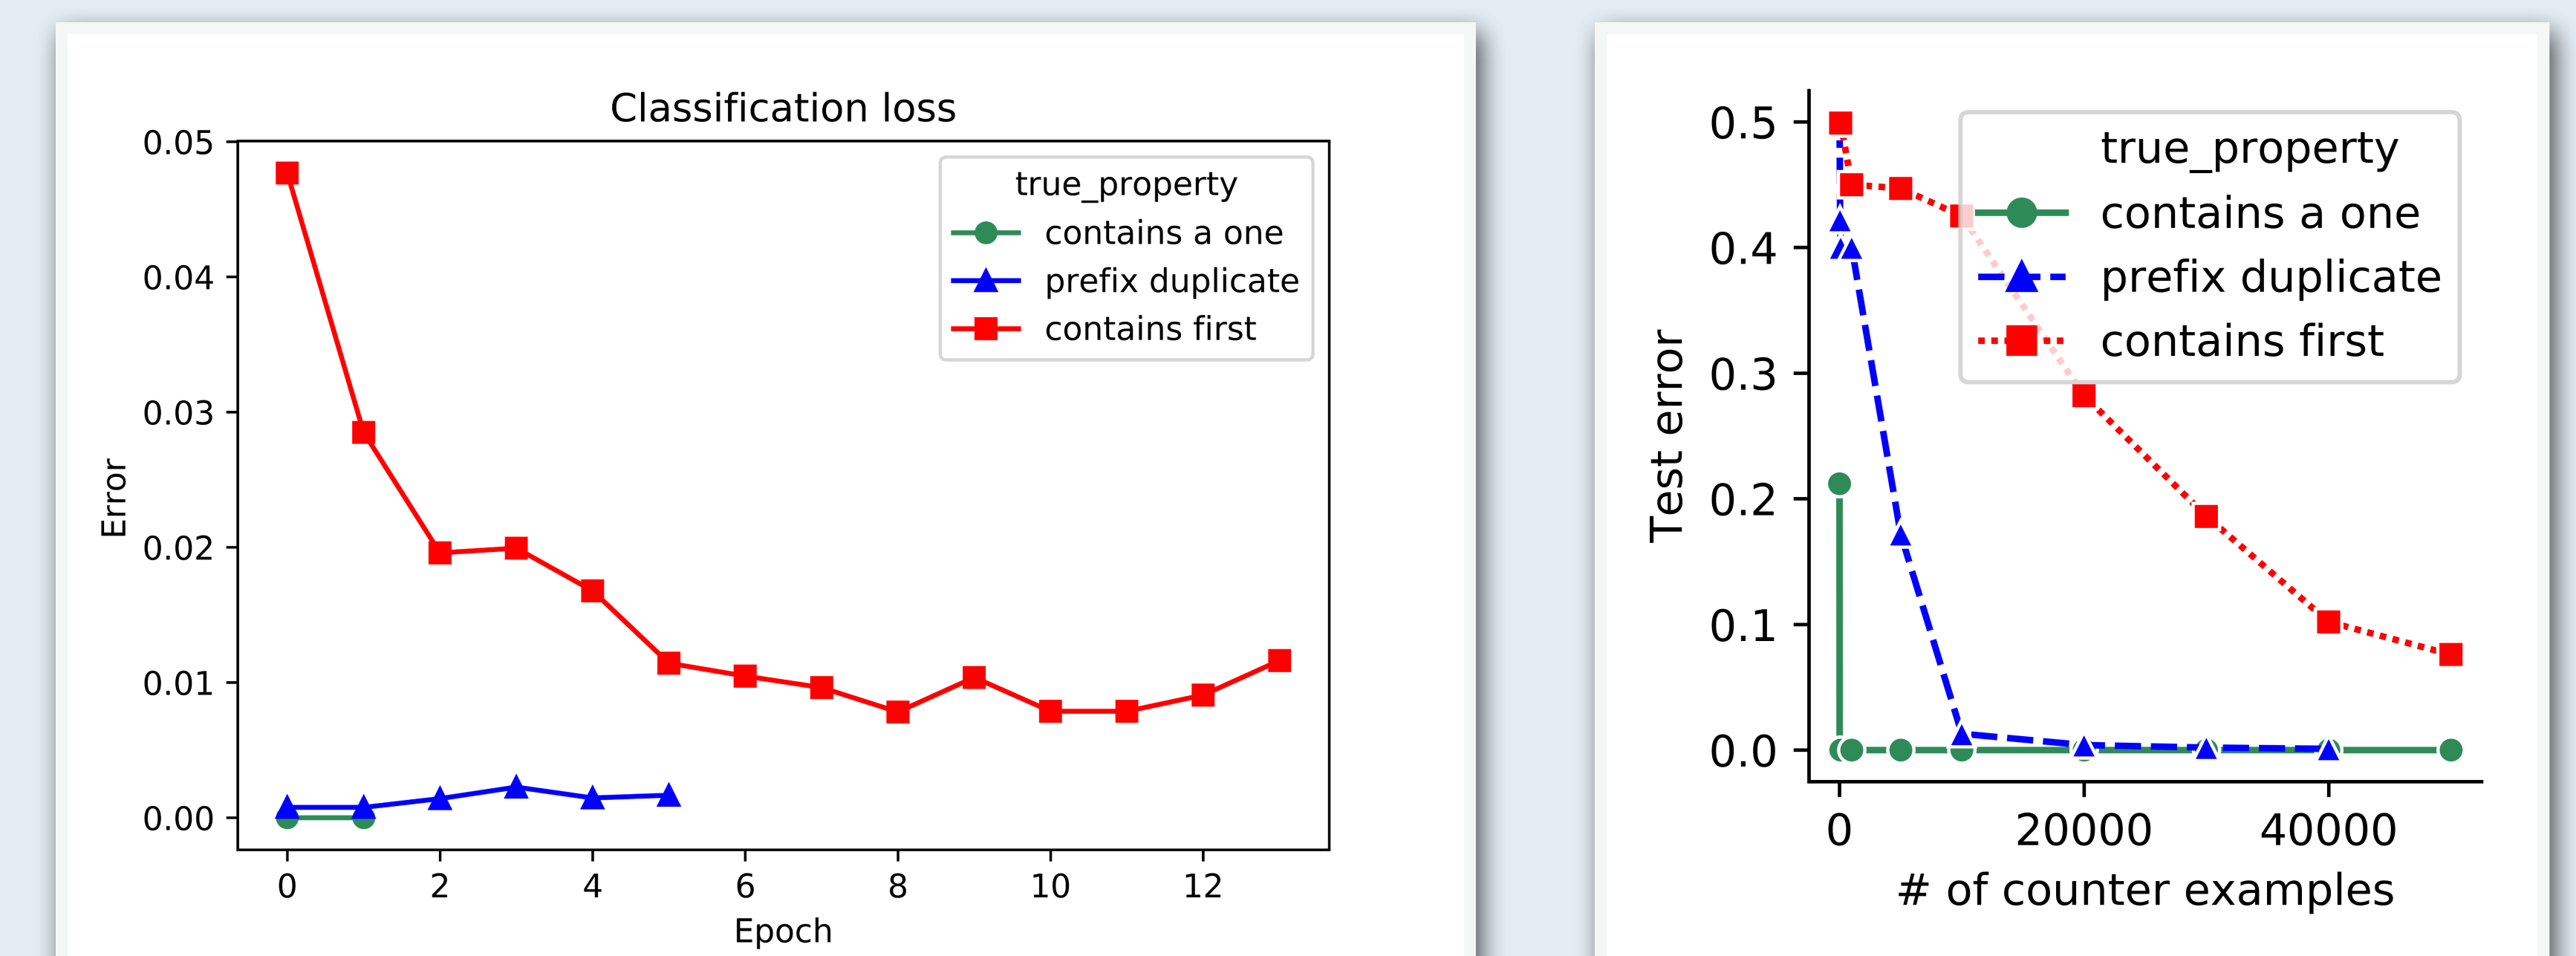 Classification loss
0.05
0.04
0.03
0.02
0.01
0.00
Error
true_property
contains a one
prefix duplicate
contains first
0 2 4 6 8 10 12
Epoch
0.5
0.4
0.3
0.2
0.1
0.0
Test error
true_property
contains a one
prefix duplicate
contains first
0 20000 40000
# of counter examples